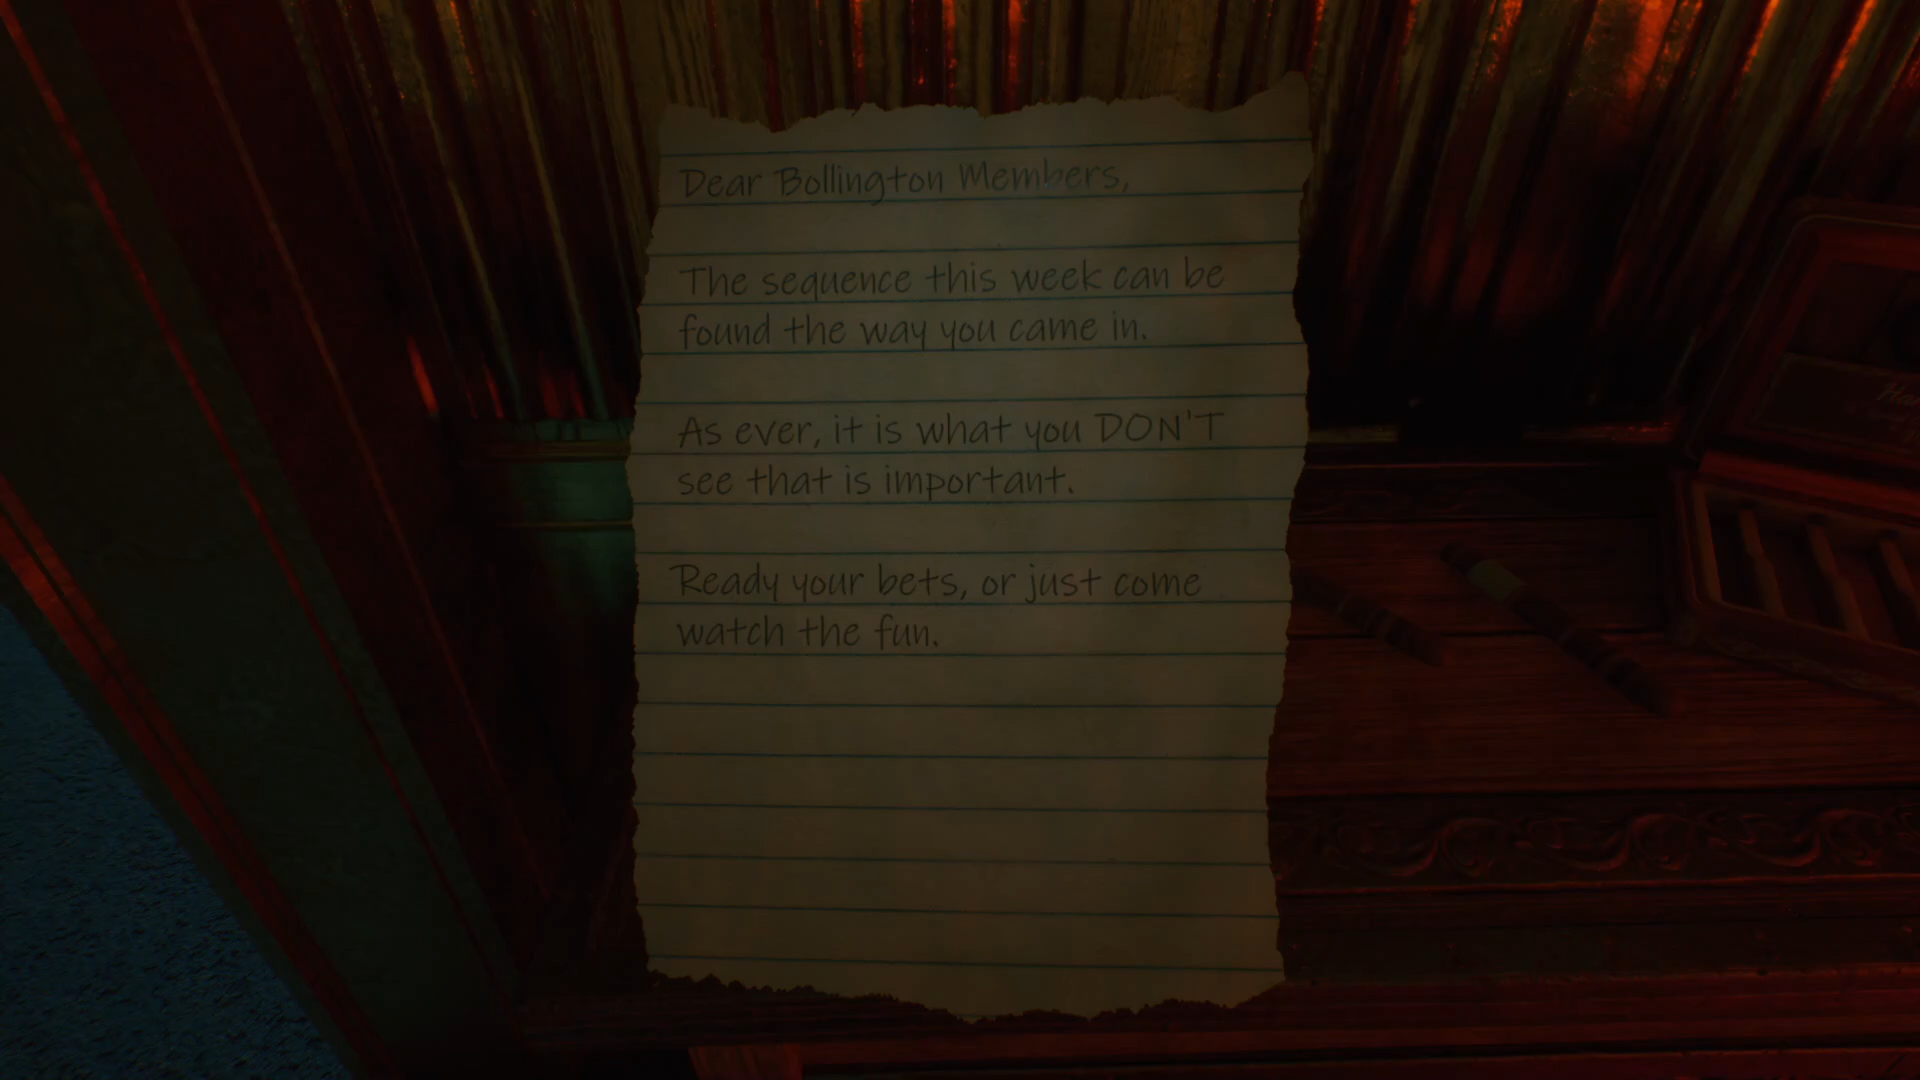 Dear Bollington Members,
The sequence this week can be
found the way you came in.
As ever, it is what you DON'T
see that is important.
Ready your bets, or just come
watch the fun.